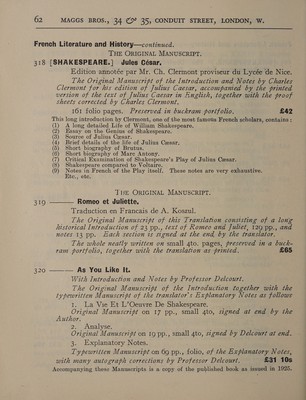 62 MAGGS BROS., 34 & 35, CONDUIT STREET, LONDON, W.
French Literature and History—continued.
THE ORIGINAL MANUSCRIPT.
318 [SHAKESPEARE.] Jules César.
Edition annotée par Mr. Ch. Clermont proviseur du Lycée de Nice.
The Original Manuscript of the Introduction and Notes by Charles
Clermont for his edition of Julius Caesar, accompanied by the printed
version of the text of Julius Caesar in English, together with the proof
sheets corrected by Charles Clermont.
161 folio pages. Preserved in buckram portfolio. £42
This long introduction by Clermont, one of the most famous French scholars, contains:
(1) A long detailed Life of William Shakespeare.
(2) Essay on the Genius of Shakespeare.
(3) Source of Julius Cæsar.
(4) Brief details of the life of Julius Cæsar.
(5) Short biography of Brutus.
(6) Short biography of Marc Antony.
(7) Critical Examination of Shakespeare's Play of Julius Cæsar.
(8) Shakespeare compared to Voltaire.
(9) Notes in French of the Play itself. These notes are very exhaustive.
Etc., etc.
THE ORIGINAL MANUSCRIPT.
319 —— Romeo et Juliette,
Traduction en Francais de A. Koszul.
The Original Manuscript of this Translation consisting of a long
historical Introduction of 23 pp., text of Romeo and Juliet, 129 pp., and
notes 13 pp. Each section is signed at the end by the translator.
The whole neatly written on small 4to. pages, preserved in a buck-
ram portfolio, together with the translation as printed. £65
320 —— As You Like It.
With Introduction and Notes by Professor Delcourt.
The Original Manuscript of the Introduction together with the
typewritten Manuscript of the translator's Explanatory Notes as follows
1. La Vie Et L'Oeuvre De Shakespeare.
Original Manuscript on 17 pp., small 4to, signed at end by the
Author.
2. Analyse.
Original Manuscript on 19 pp., small 4to, signed by Delcourt at end.
3. Explanatory Notes.
Typewritten Manuscript on 69 pp., folio, of the Explanatory Notes,
with many autograph corrections by Professor Delcourt. £31 10s
Accompanying these Manuscripts is a copy of the published book as issued in 1925.